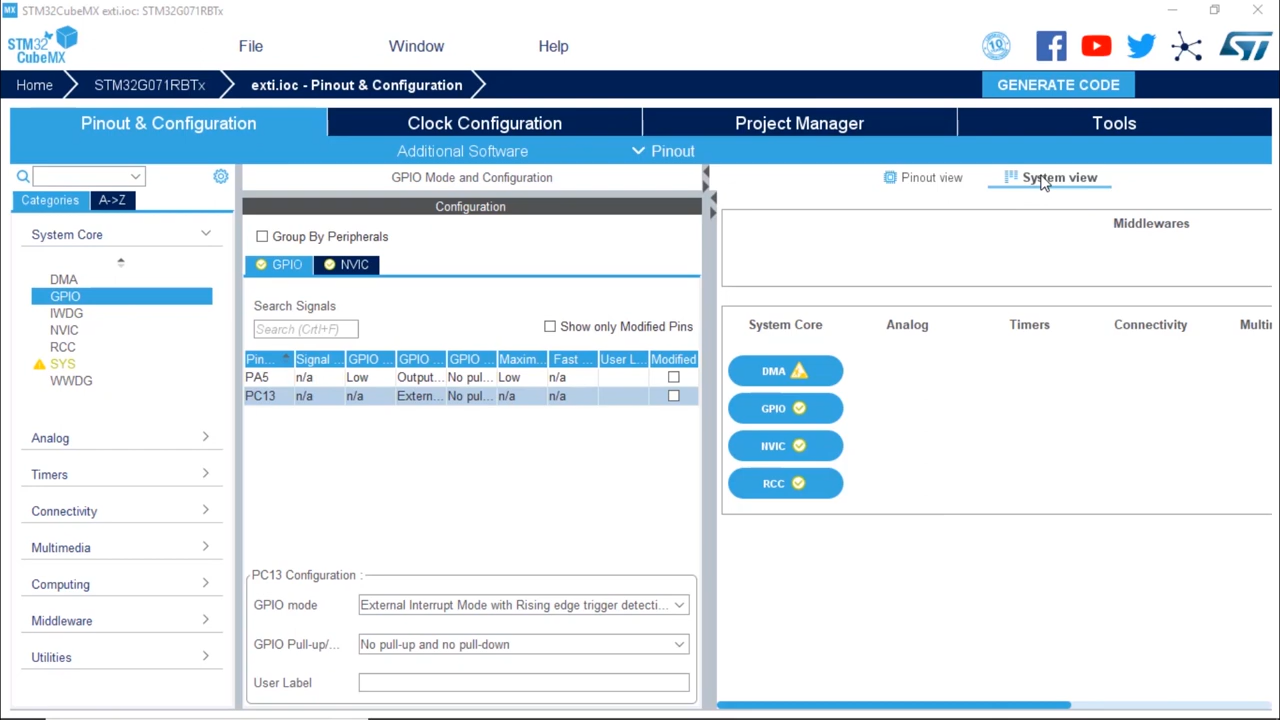 MX STM32CubeMX exti.ioc: STM32G071RBTx
STM32 CubeMX
File Window Help
10
Home STM32G071RBTx exti.ioc - Pinout & Configuration GENERATE CODE
Pinout & Configuration Clock Configuration Project Manager Tools
Additional Software Pinout
GPIO Mode and Configuration Pinout view System view
Categories A->Z
Configuration
System Core
DMA
GPIO
IWDG
NVIC
RCC
SYS
WWDG
Analog
Timers
Connectivity
Multimedia
Computing
Middleware
Utilities
Group By Peripherals
GPIO NVIC
Search Signals
Search (Crtl+F) Show only Modified Pins
Pin... Signal ... GPIO ... GPIO ... GPIO ... Maxim... Fast ... User L... Modified
PA5 n/a Low Output... No pul... Low n/a
PC13 n/a n/a Extern... No pul... n/a n/a
PC13 Configuration :
GPIO mode External Interrupt Mode with Rising edge trigger detecti...
GPIO Pull-up/... No pull-up and no pull-down
User Label
Middlewares
System Core Analog Timers Connectivity Multin
DMA
GPIO
NVIC
RCC